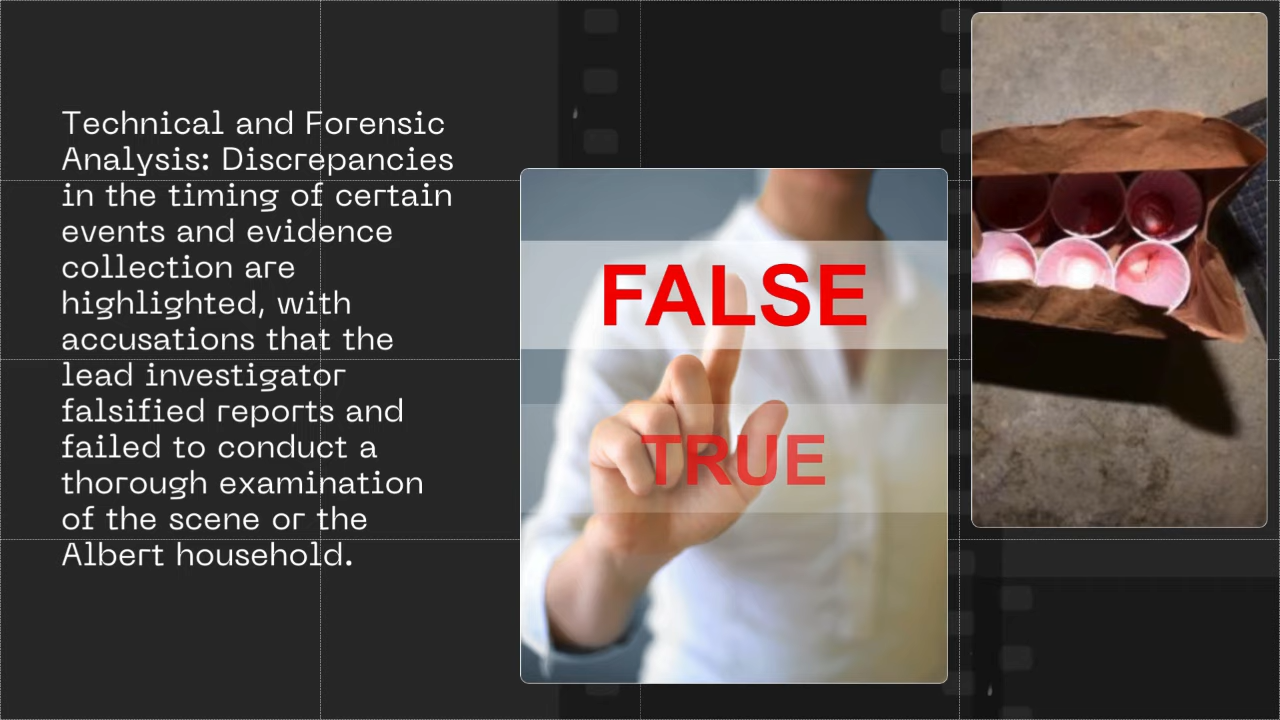 Technical and Forensic
Analysis: Discrepancies
in the timing of certain
events and evidence
collection are
highlighted, with
accusations that the
lead investigator
falsified reports and
failed to conduct a
thorough examination
of the scene or the
Albert household.
FALSE
TRUE